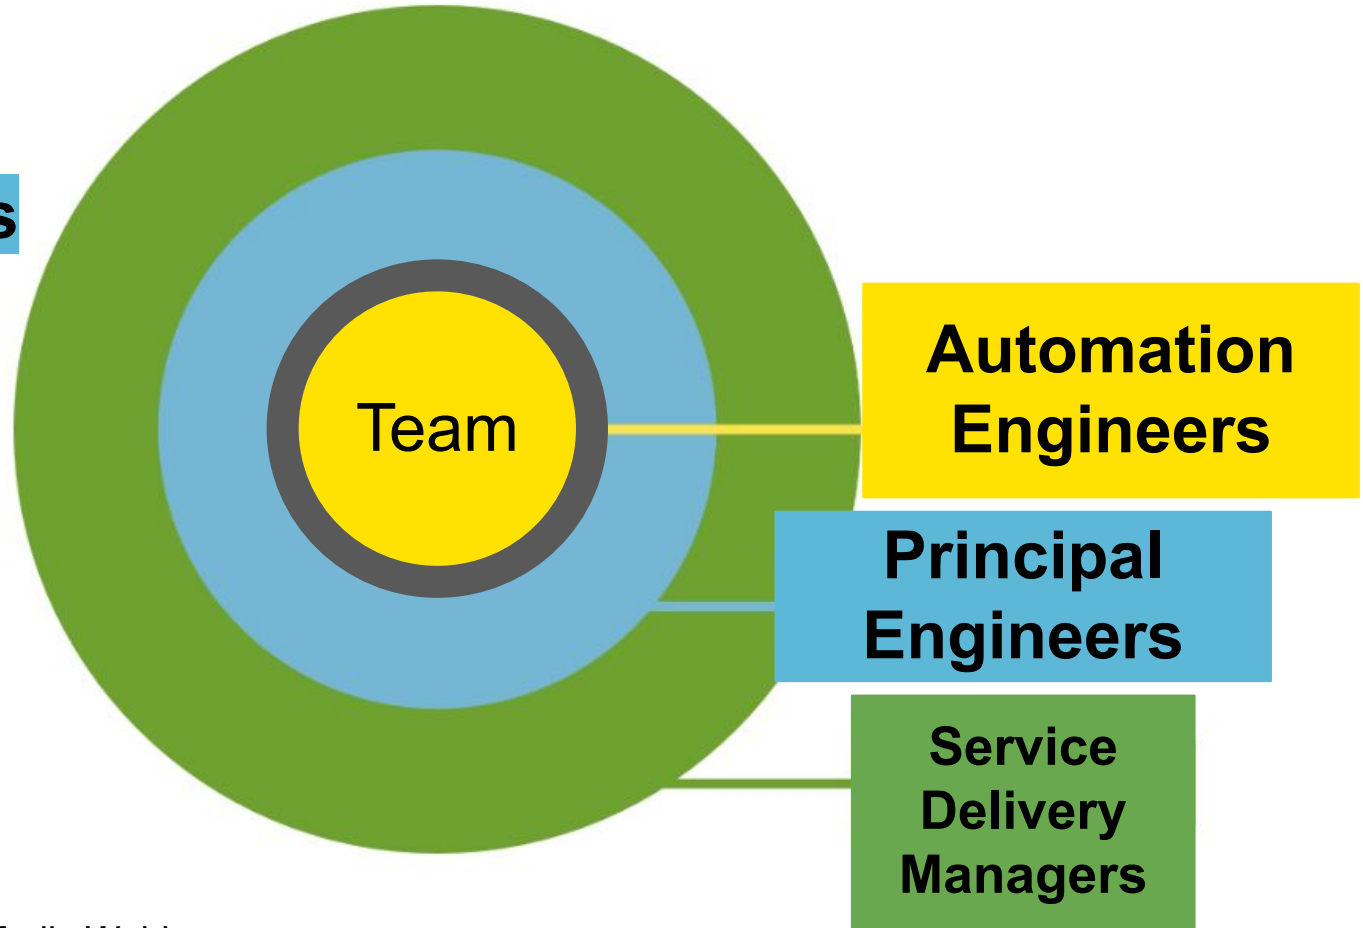 s
Team
Automation
Engineers
Principal
Engineers
Service
Delivery
Managers